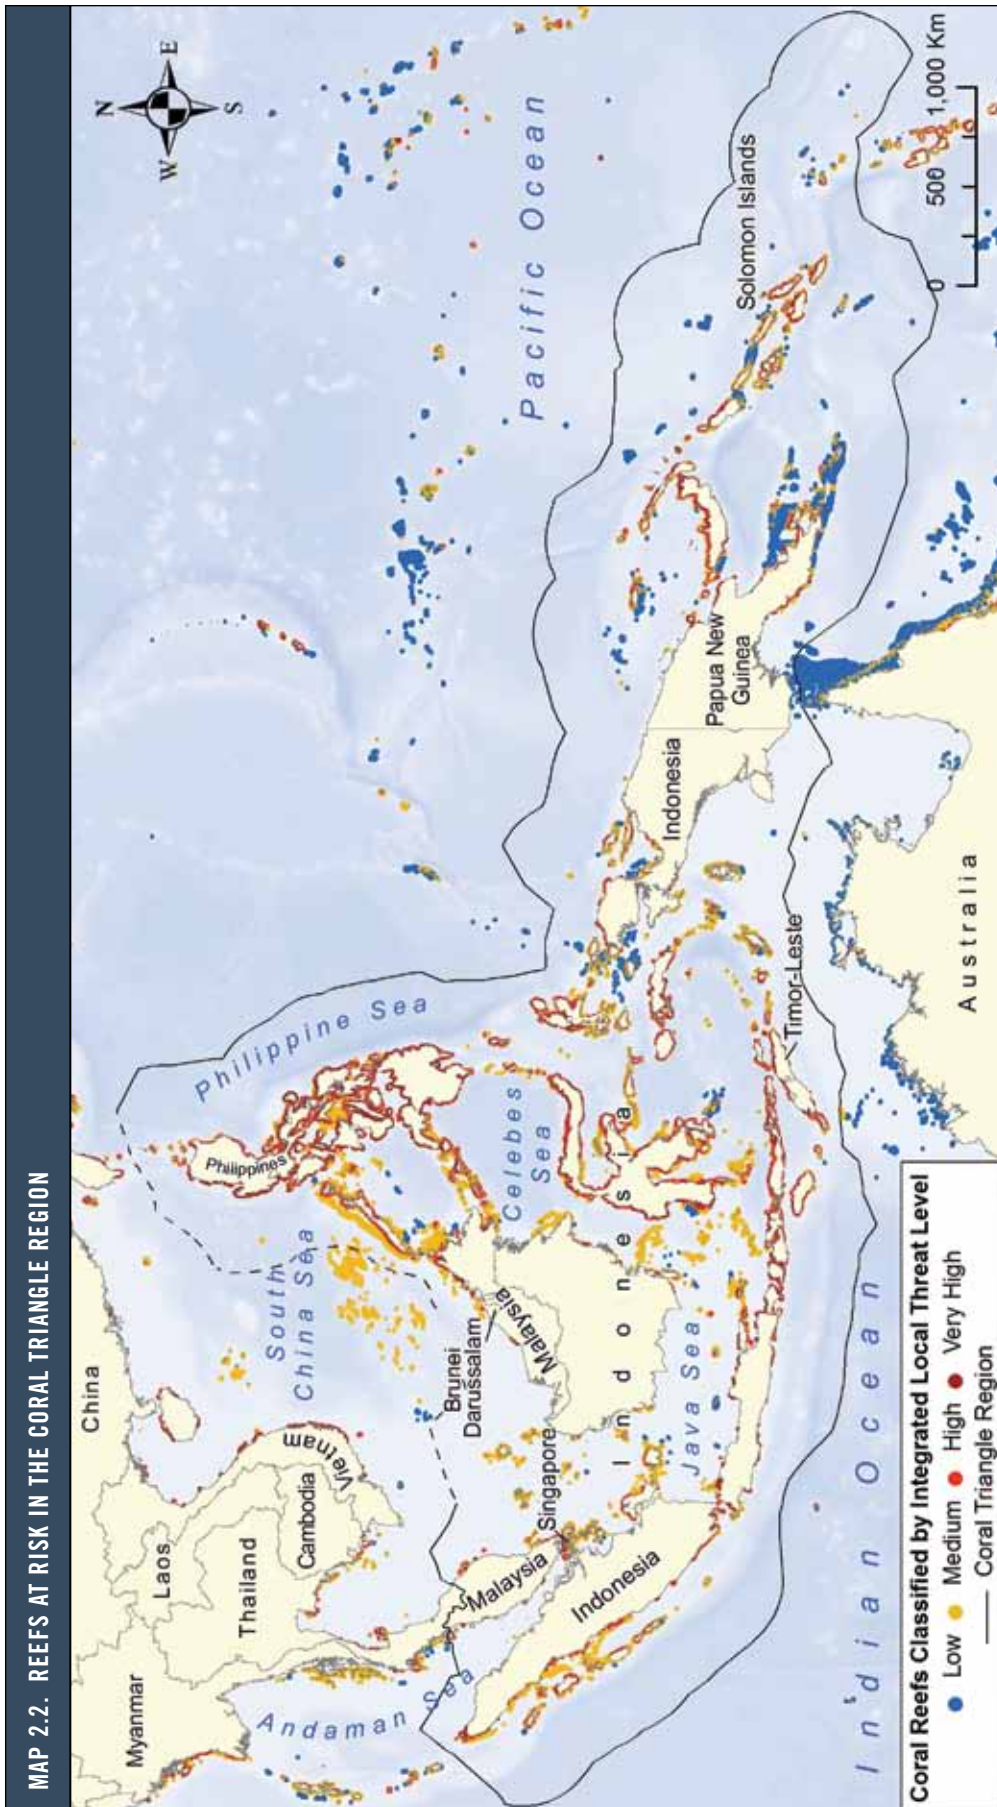 MAP 2.2. REEFS AT RISK IN THE CORAL TRIANGLE REGION
N
W
E
S
China
Myanmar
Laos
Thailand
Cambodia
Vietnam
South
China Sea
Philippines
Philippine Sea
Pacific Ocean
Andaman Sea
Brunei
Darussalam
Malaysia
Malaysia
Singapore
Celebes
Sea
Indonesia
Indonesia
Indonesia
Java Sea
Papua New
Guinea
Solomon Islands
Timor-Leste
Australia
Indian Ocean
0 500 1,000 Km
Coral Reefs Classified by Integrated Local Threat Level
Low Medium High Very High
Coral Triangle Region